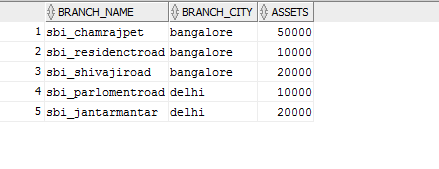 BRANCH_NAME BRANCH_CITY ASSETS
1 sbi_chamrajpet bangalore 50000
2 sbi_residenctroad bangalore 10000
3 sbi_shivajiroad bangalore 20000
4 sbi_parlomentroad delhi 10000
5 sbi_jantarmantar delhi 20000